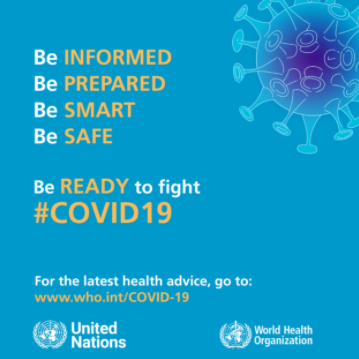 Be INFORMED
Be PREPARED
Be SMART
Be SAFE
Be READY to fight
#COVID19
For the latest health advice, go to:
www.who.int/COVID-19
United
Nations
World Health
Organization